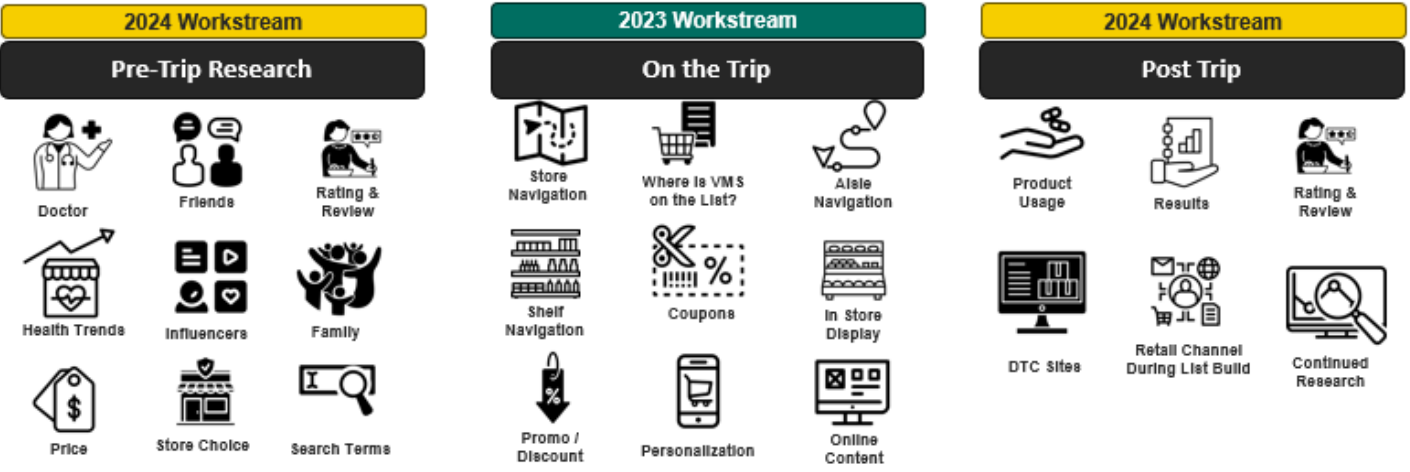 2024 Workstream
Pre-Trip Research
Doctor
Friends
Rating &
Review
Health Trends
Influencers
Family
Price
Store Choice
Search Terms
2023 Workstream
On the Trip
Store
Navigation
Where is VMS
on the List?
Aisle
Navigation
Shelf
Navigation
%
Coupons
In Store
Display
%
Promo /
Discount
Personalization
Online
Content
2024 Workstream
Post Trip
Product
Usage
Results
Rating &
Review
DTC Sites
Retail Channel
During List Build
Continued
Research